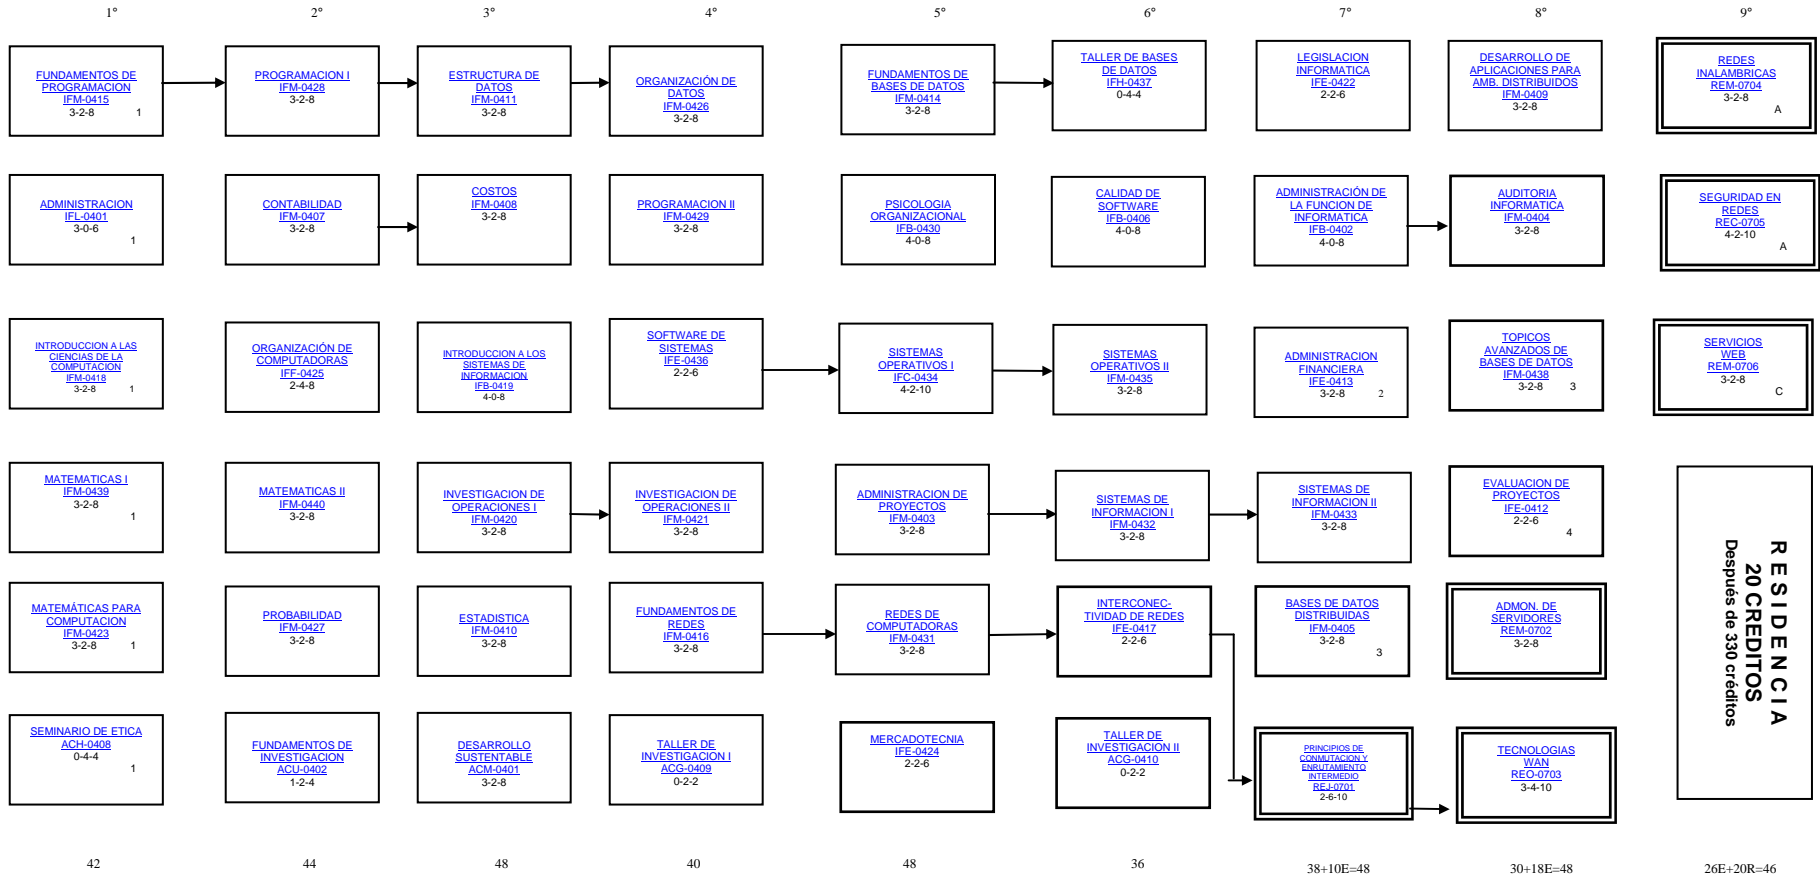 1°
2°
3°
4°
5°
6°
7°
8°
9°
FUNDAMENTOS DE
PROGRAMACION
IFM-0415
3-2-8 1
PROGRAMACION I
IFM-0428
3-2-8
ESTRUCTURA DE
DATOS
IFM-0411
3-2-8
ORGANIZACIÓN DE
DATOS
IFM-0426
3-2-8
FUNDAMENTOS DE
BASES DE DATOS
IFM-0414
3-2-8
TALLER DE BASES
DE DATOS
IFH-0437
0-4-4
LEGISLACION
INFORMATICA
IFE-0422
2-2-6
DESARROLLO DE
APLICACIONES PARA
AMB. DISTRIBUIDOS
IFM-0409
3-2-8
REDES
INALAMBRICAS
REM-0704
3-2-8
A
ADMINISTRACION
IFL-0401
3-0-6
1
CONTABILIDAD
IFM-0407
3-2-8
COSTOS
IFM-0408
3-2-8
PROGRAMACION II
IFM-0429
3-2-8
PSICOLOGIA
ORGANIZACIONAL
IFB-0430
4-0-8
CALIDAD DE
SOFTWARE
IFB-0406
4-0-8
ADMINISTRACIÓN DE
LA FUNCION DE
INFORMATICA
IFB-0402
4-0-8
AUDITORIA
INFORMATICA
IFM-0404
3-2-8
SEGURIDAD EN
REDES
REC-0705
4-2-10
A
INTRODUCCION A LAS
CIENCIAS DE LA
COMPUTACION
IFM-0418
3-2-8 1
ORGANIZACIÓN DE
COMPUTADORAS
IFF-0425
2-4-8
INTRODUCCION A LOS
SISTEMAS DE
INFORMACION
IFB-0419
4-0-8
SOFTWARE DE
SISTEMAS
IFE-0436
2-2-6
SISTEMAS
OPERATIVOS I
IFC-0434
4-2-10
SISTEMAS
OPERATIVOS II
IFM-0435
3-2-8
ADMINISTRACION
FINANCIERA
IFE-0413
3-2-8 2
TOPICOS
AVANZADOS DE
BASES DE DATOS
IFM-0438
3-2-8 3
SERVICIOS
WEB
REM-0706
3-2-8
C
MATEMATICAS I
IFM-0439
3-2-8
1
MATEMATICAS II
IFM-0440
3-2-8
INVESTIGACION DE
OPERACIONES I
IFM-0420
3-2-8
INVESTIGACION DE
OPERACIONES II
IFM-0421
3-2-8
ADMINISTRACION DE
PROYECTOS
IFM-0403
3-2-8
SISTEMAS DE
INFORMACION I
IFM-0432
3-2-8
SISTEMAS DE
INFORMACION II
IFM-0433
3-2-8
EVALUACION DE
PROYECTOS
IFE-0412
2-2-6
4
R E S I D E N C I A
20 CREDITOS
Después de 330 créditos
MATEMÁTICAS PARA
COMPUTACION
IFM-0423
3-2-8 1
PROBABILIDAD
IFM-0427
3-2-8
ESTADISTICA
IFM-0410
3-2-8
FUNDAMENTOS DE
REDES
IFM-0416
3-2-8
REDES DE
COMPUTADORAS
IFM-0431
3-2-8
INTERCONEC-
TIVIDAD DE REDES
IFE-0417
2-2-6
BASES DE DATOS
DISTRIBUIDAS
IFM-0405
3-2-8
3
ADMON. DE
SERVIDORES
REM-0702
3-2-8
SEMINARIO DE ETICA
ACH-0408
0-4-4
1
FUNDAMENTOS DE
INVESTIGACION
ACU-0402
1-2-4
DESARROLLO
SUSTENTABLE
ACM-0401
3-2-8
TALLER DE
INVESTIGACION I
ACG-0409
0-2-2
MERCADOTECNIA
IFE-0424
2-2-6
TALLER DE
INVESTIGACION II
ACG-0410
0-2-2
PRINCIPIOS DE
CONMUTACION Y
ENRUTAMIENTO
INTERMEDIO
REJ-0701
2-6-10
TECNOLOGIAS
WAN
REO-0703
3-4-10
42
44
48
40
48
36
38+10E=48
30+18E=48
26E+20R=46